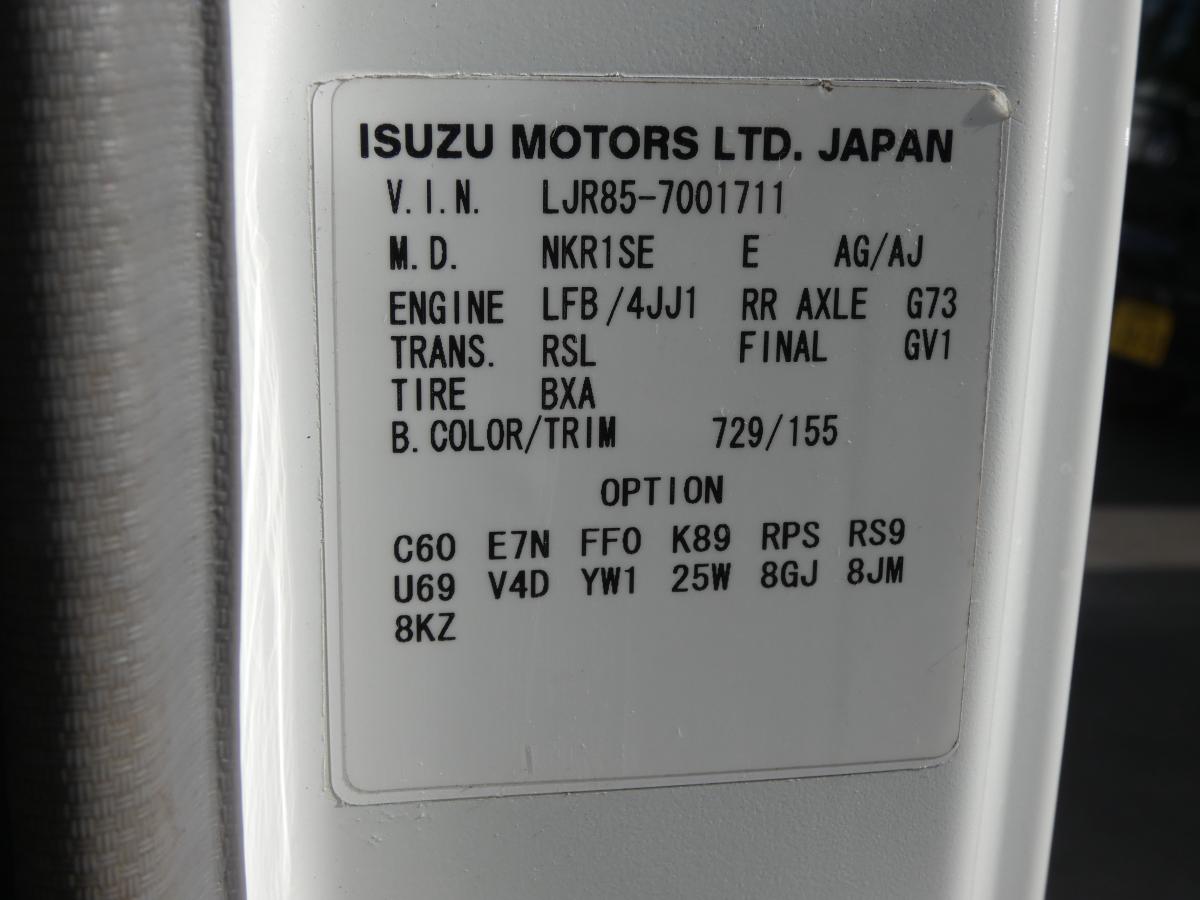 ISUZU MOTORS LTD. JAPAN
V.I.N. LJR85-7001711
M.D. NKR1SE E AG/AJ
ENGINE LFB/4JJ1 RR AXLE G73
TRANS. RSL FINAL GV1
TIRE BXA
B.COLOR/TRIM 729/155
OPTION
C60 E7N FF0 K89 RPS RS9
U69 V4D YW1 25W 8GJ 8JM
8KZ